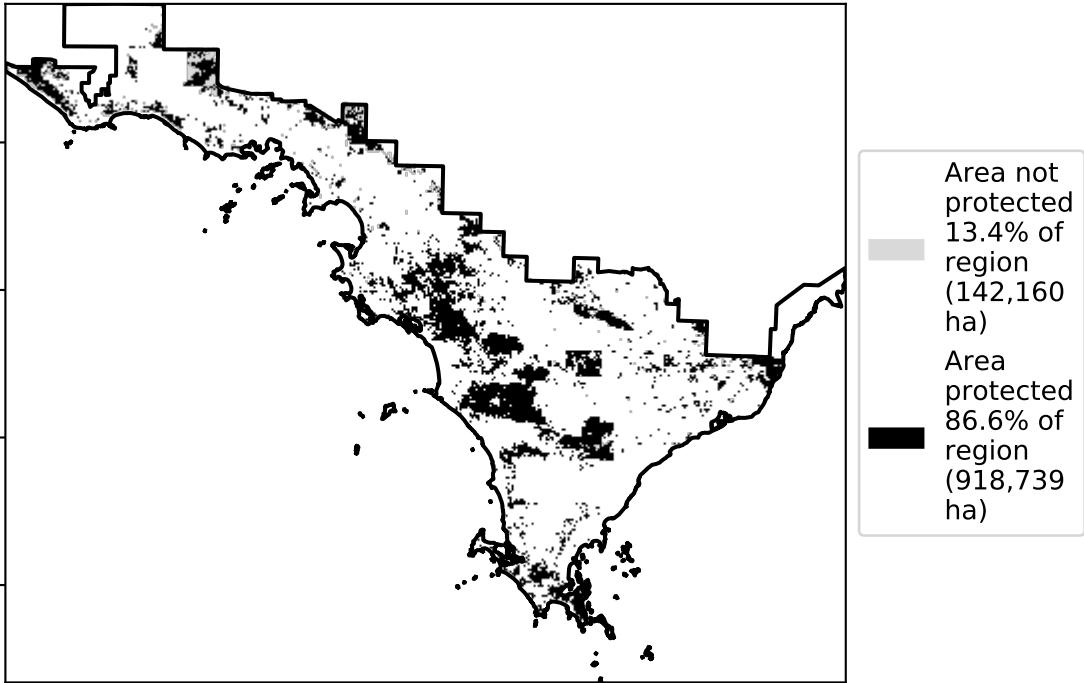 Area not
protected
13.4% of
region
(142,160
ha)
Area
protected
86.6% of
region
(918,739
ha)